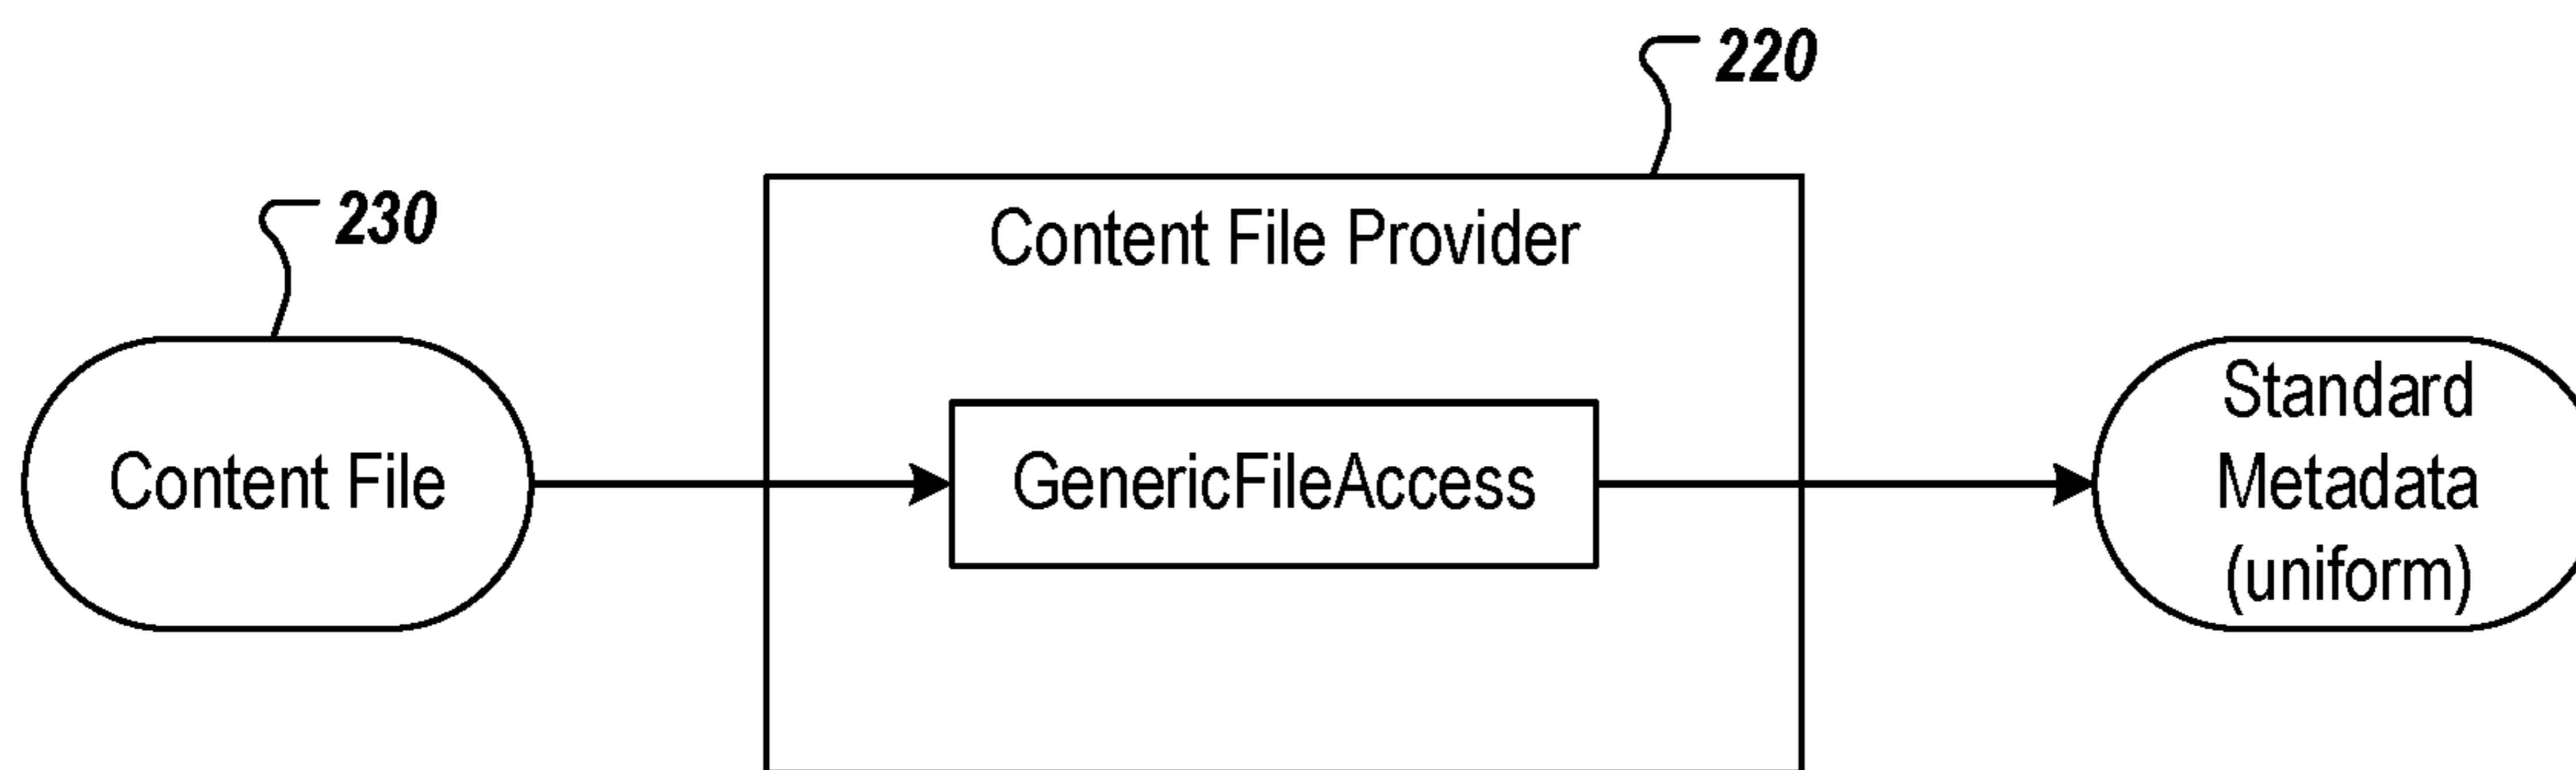 220
230
Content File Provider
Content File
GenericFileAccess
Standard
Metadata
(uniform)